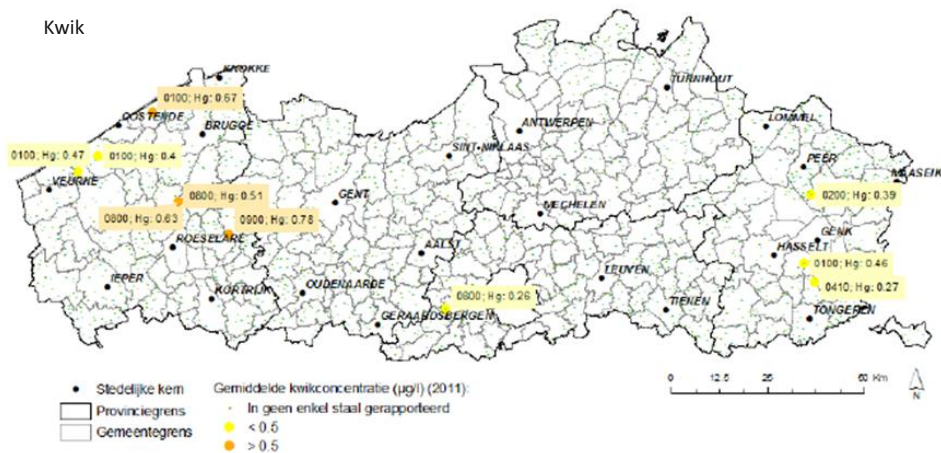 Kwik
KNOKKE
0100; Hg: 0.67
OOSTENDE
BRUGGE
TURNHOUT
ANTWERPEN
LOMMEL
0100; Hg: 0.47
0100; Hg: 0.4
SINT-NIKLAAS
PEER
VEURNE
MAASEIK
0800; Hg: 0.51
GENT
0200; Hg: 0.39
0800; Hg: 0.63
0900; Hg: 0.78
MECHELEN
GENK
ROESELARE
AALST
HASSELT
0100; Hg: 0.46
IEPER
OUDENAARDE
LEUVEN
0410; Hg: 0.27
KORTRIJK
0800; Hg: 0.26
TIENEN
GERAARDSBERGEN
TONGEREN
Stedelijke kern
Provinciegrens
Gemeentegrens
Gemiddelde kwikconcentratie (µg/l) (2011):
In geen enkel staal gerapporteerd
< 0.5
> 0.5
0 12.5 25 50 Km
N